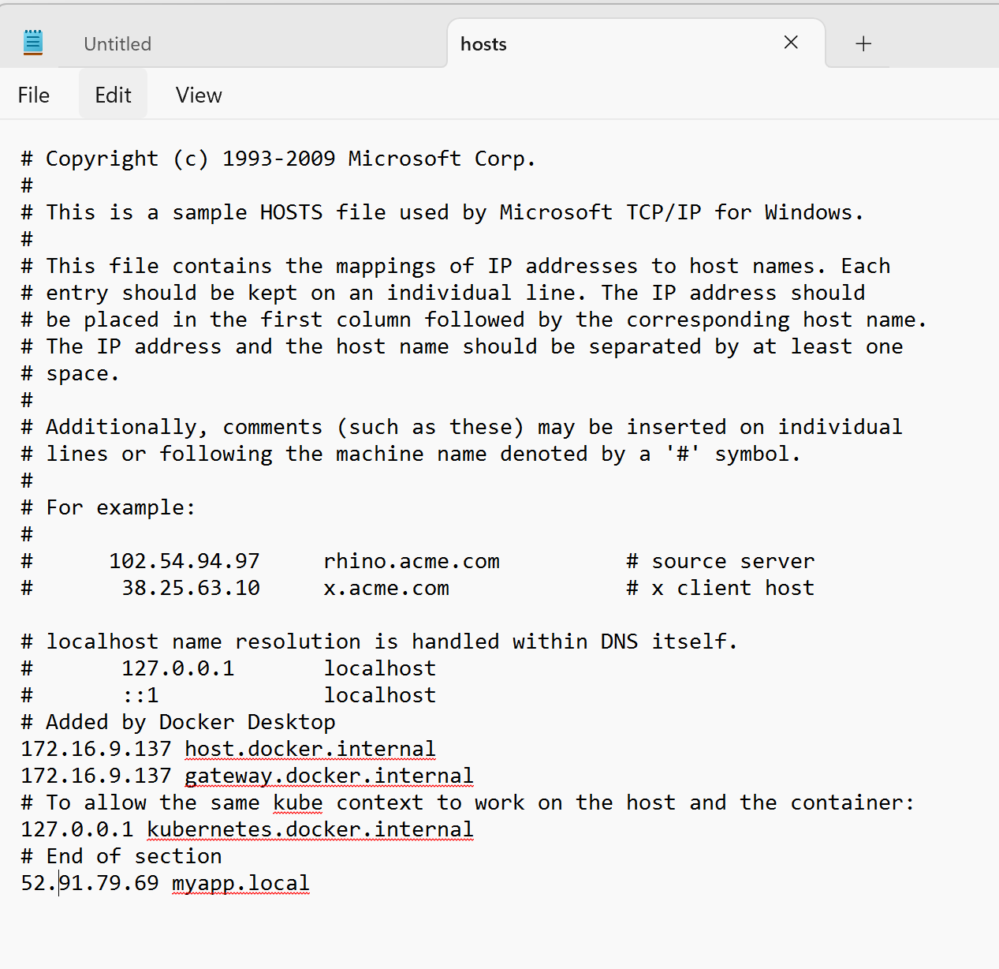 Untitled
hosts
File Edit View
# Copyright (c) 1993-2009 Microsoft Corp.
#
# This is a sample HOSTS file used by Microsoft TCP/IP for Windows.
#
# This file contains the mappings of IP addresses to host names. Each
# entry should be kept on an individual line. The IP address should
# be placed in the first column followed by the corresponding host name.
# The IP address and the host name should be separated by at least one
# space.
#
# Additionally, comments (such as these) may be inserted on individual
# lines or following the machine name denoted by a '#' symbol.
#
# For example:
#
#      102.54.94.97     rhino.acme.com          # source server
#       38.25.63.10     x.acme.com              # x client host

# localhost name resolution is handled within DNS itself.
#       127.0.0.1       localhost
#       ::1             localhost
# Added by Docker Desktop
172.16.9.137 host.docker.internal
172.16.9.137 gateway.docker.internal
# To allow the same kube context to work on the host and the container:
127.0.0.1 kubernetes.docker.internal
# End of section
52.91.79.69 myapp.local